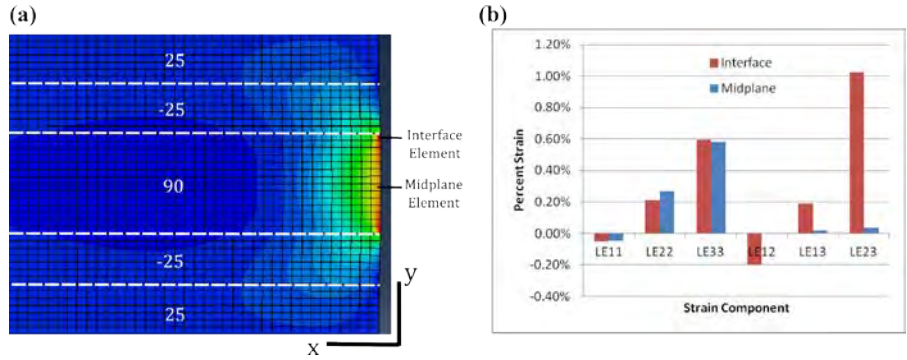 (a)
25
-25
90
-25
25
Interface
Element
Midplane
Element
y
x
(b)
1.20%
1.00%
0.80%
0.60%
0.40%
0.20%
0.00%
-0.20%
-0.40%
Percent Strain
Interface
Midplane
LE11 LE22 LE33 LE12 LE13 LE23
Strain Component